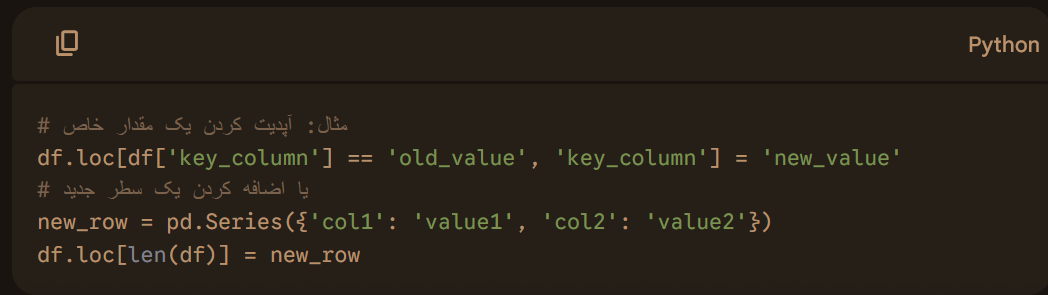 Python
# مثال: آپدیت کردن یک مقدار خاص
df.loc[df['key_column'] == 'old_value', 'key_column'] = 'new_value'
# یا اضافه کردن یک سطر جدید
new_row = pd.Series({'col1': 'value1', 'col2': 'value2'})
df.loc[len(df)] = new_row